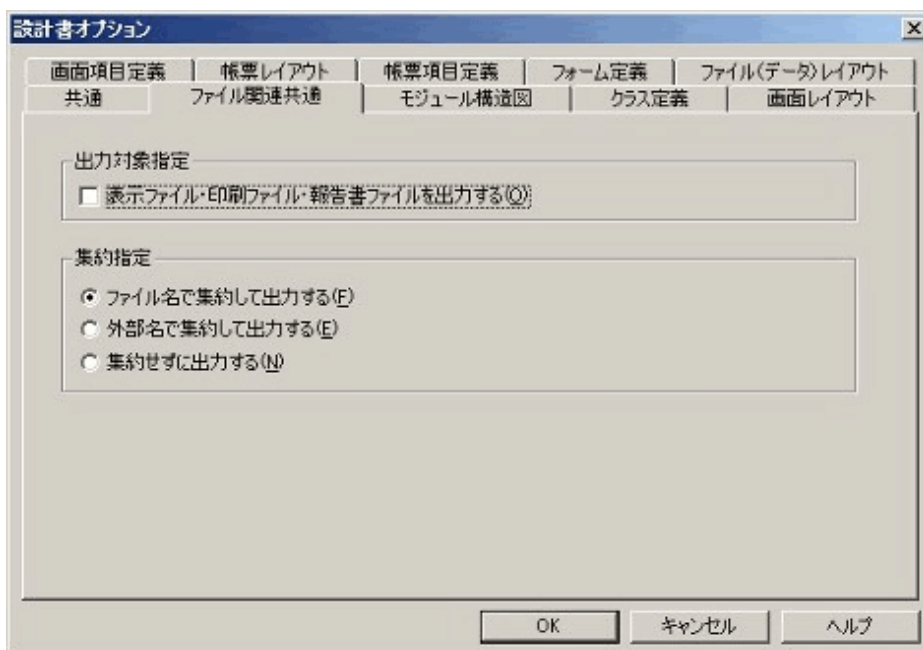 設計書オプション
画面項目定義 帳票レイアウト 帳票項目定義 フォーム定義 ファイル(データ)レイアウト
共通 ファイル関連共通 モジュール構造図 クラス定義 画面レイアウト
出力対象指定
表示ファイル・印刷ファイル・報告書ファイルを出力する(O)
集約指定
ファイル名で集約して出力する(F)
外部名で集約して出力する(E)
集約せずに出力する(N)
OK キャンセル ヘルプ